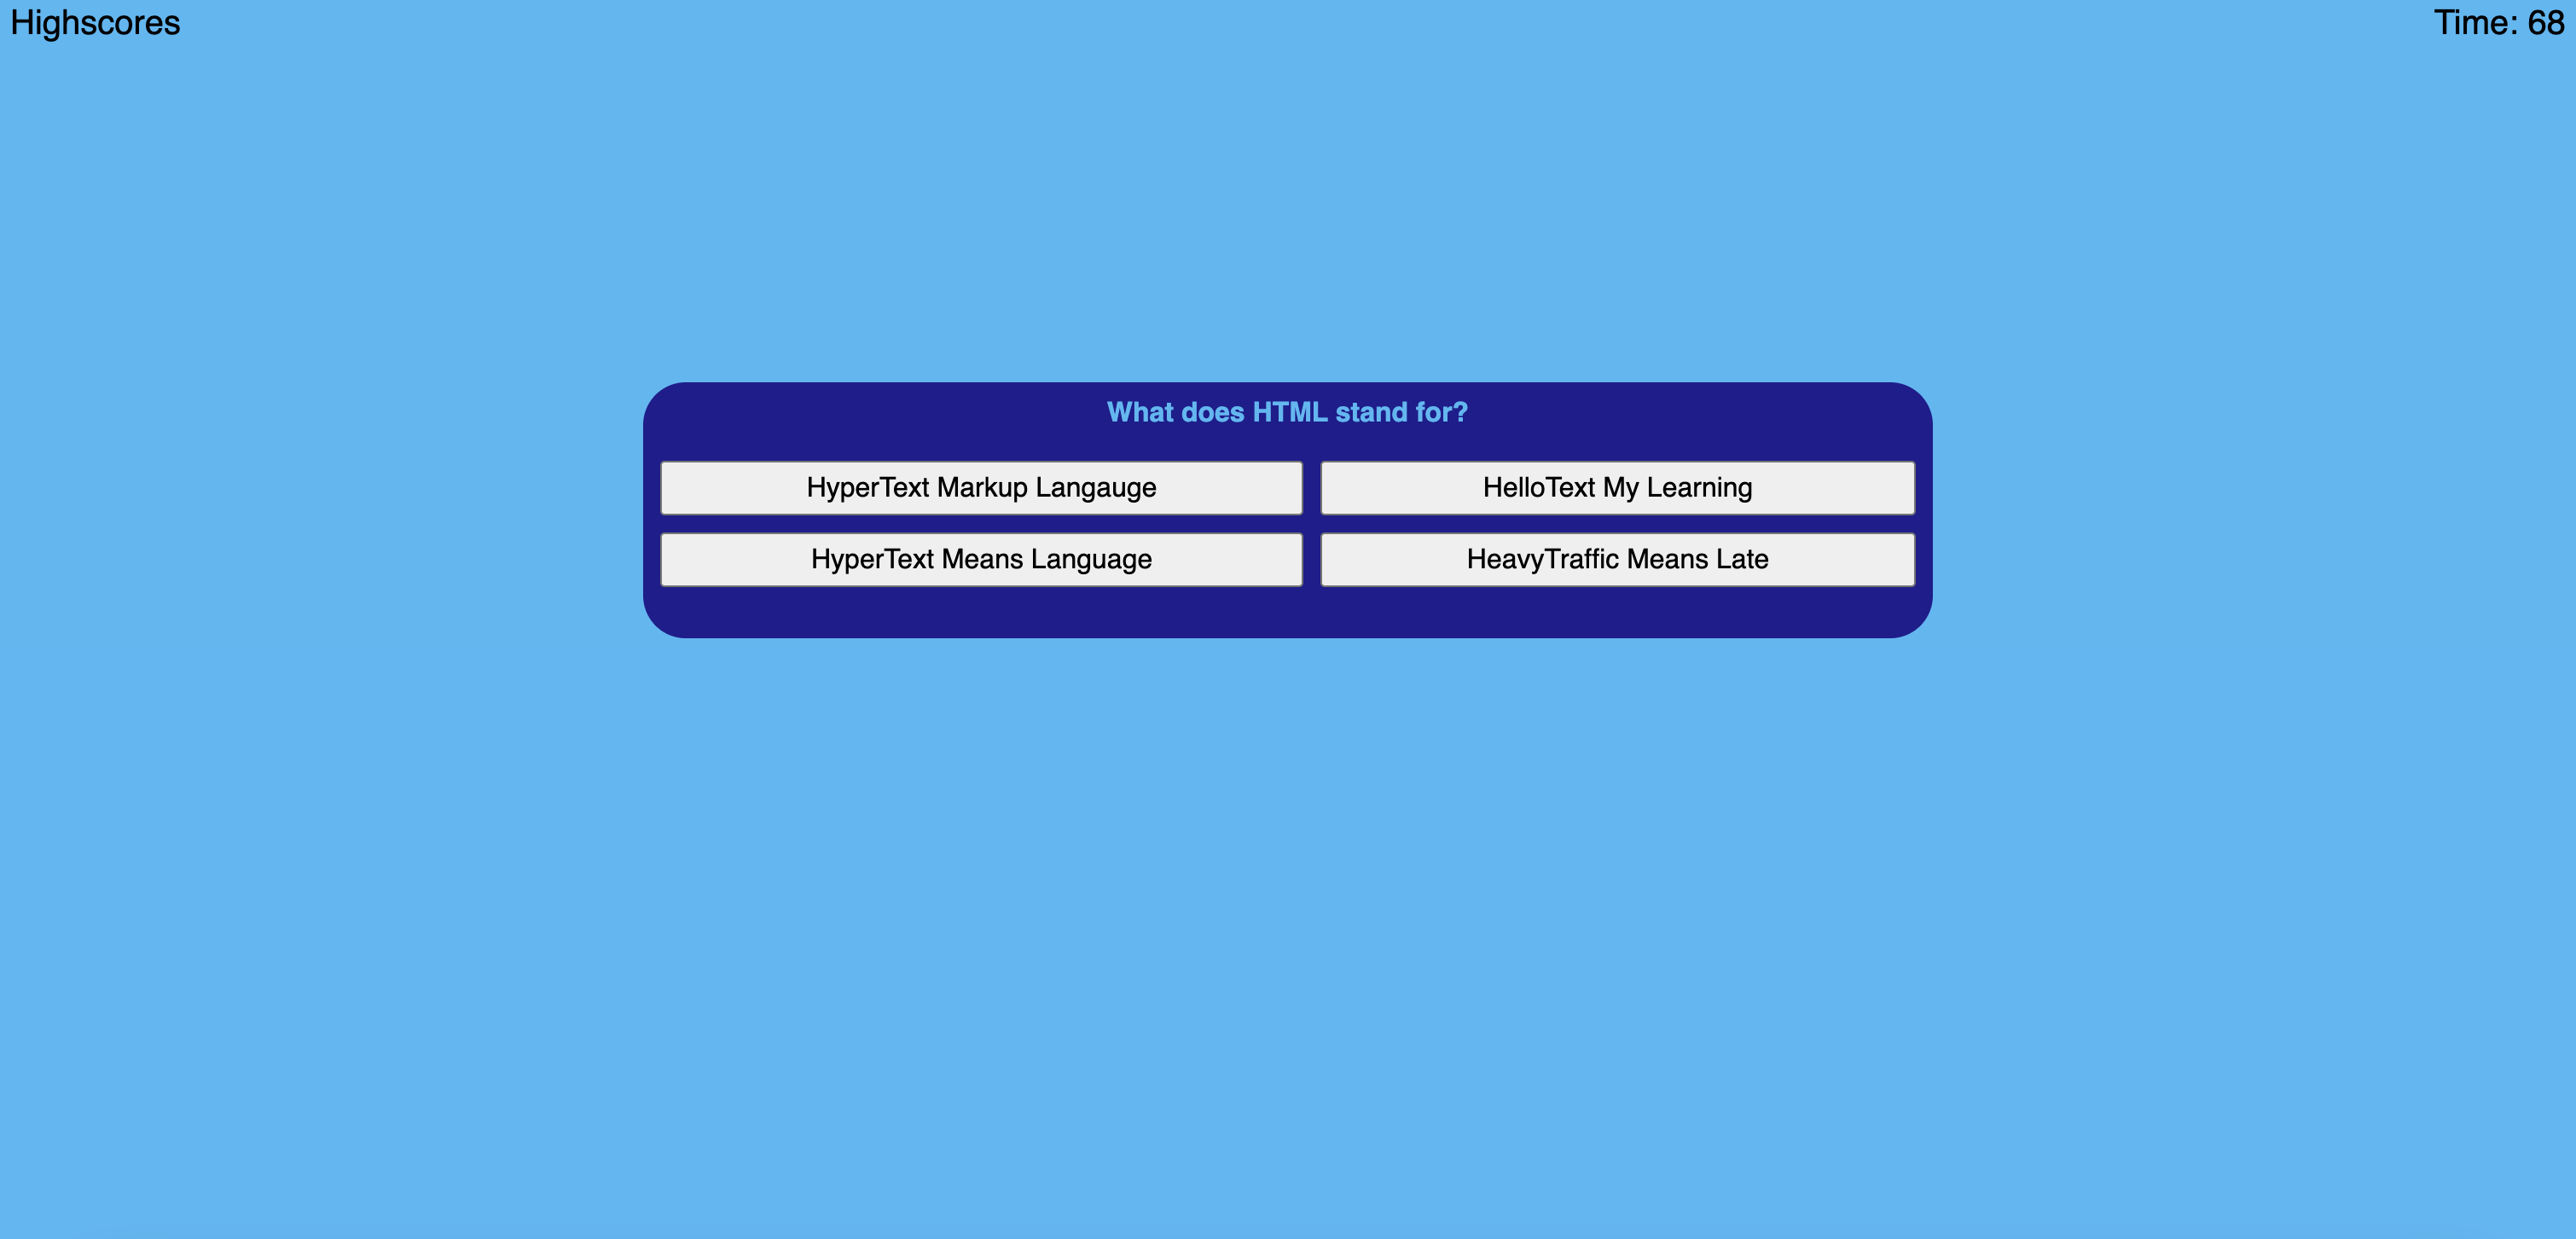 Highscores
Time: 68
What does HTML stand for?
HyperText Markup Langauge
HelloText My Learning
HyperText Means Language
HeavyTraffic Means Late